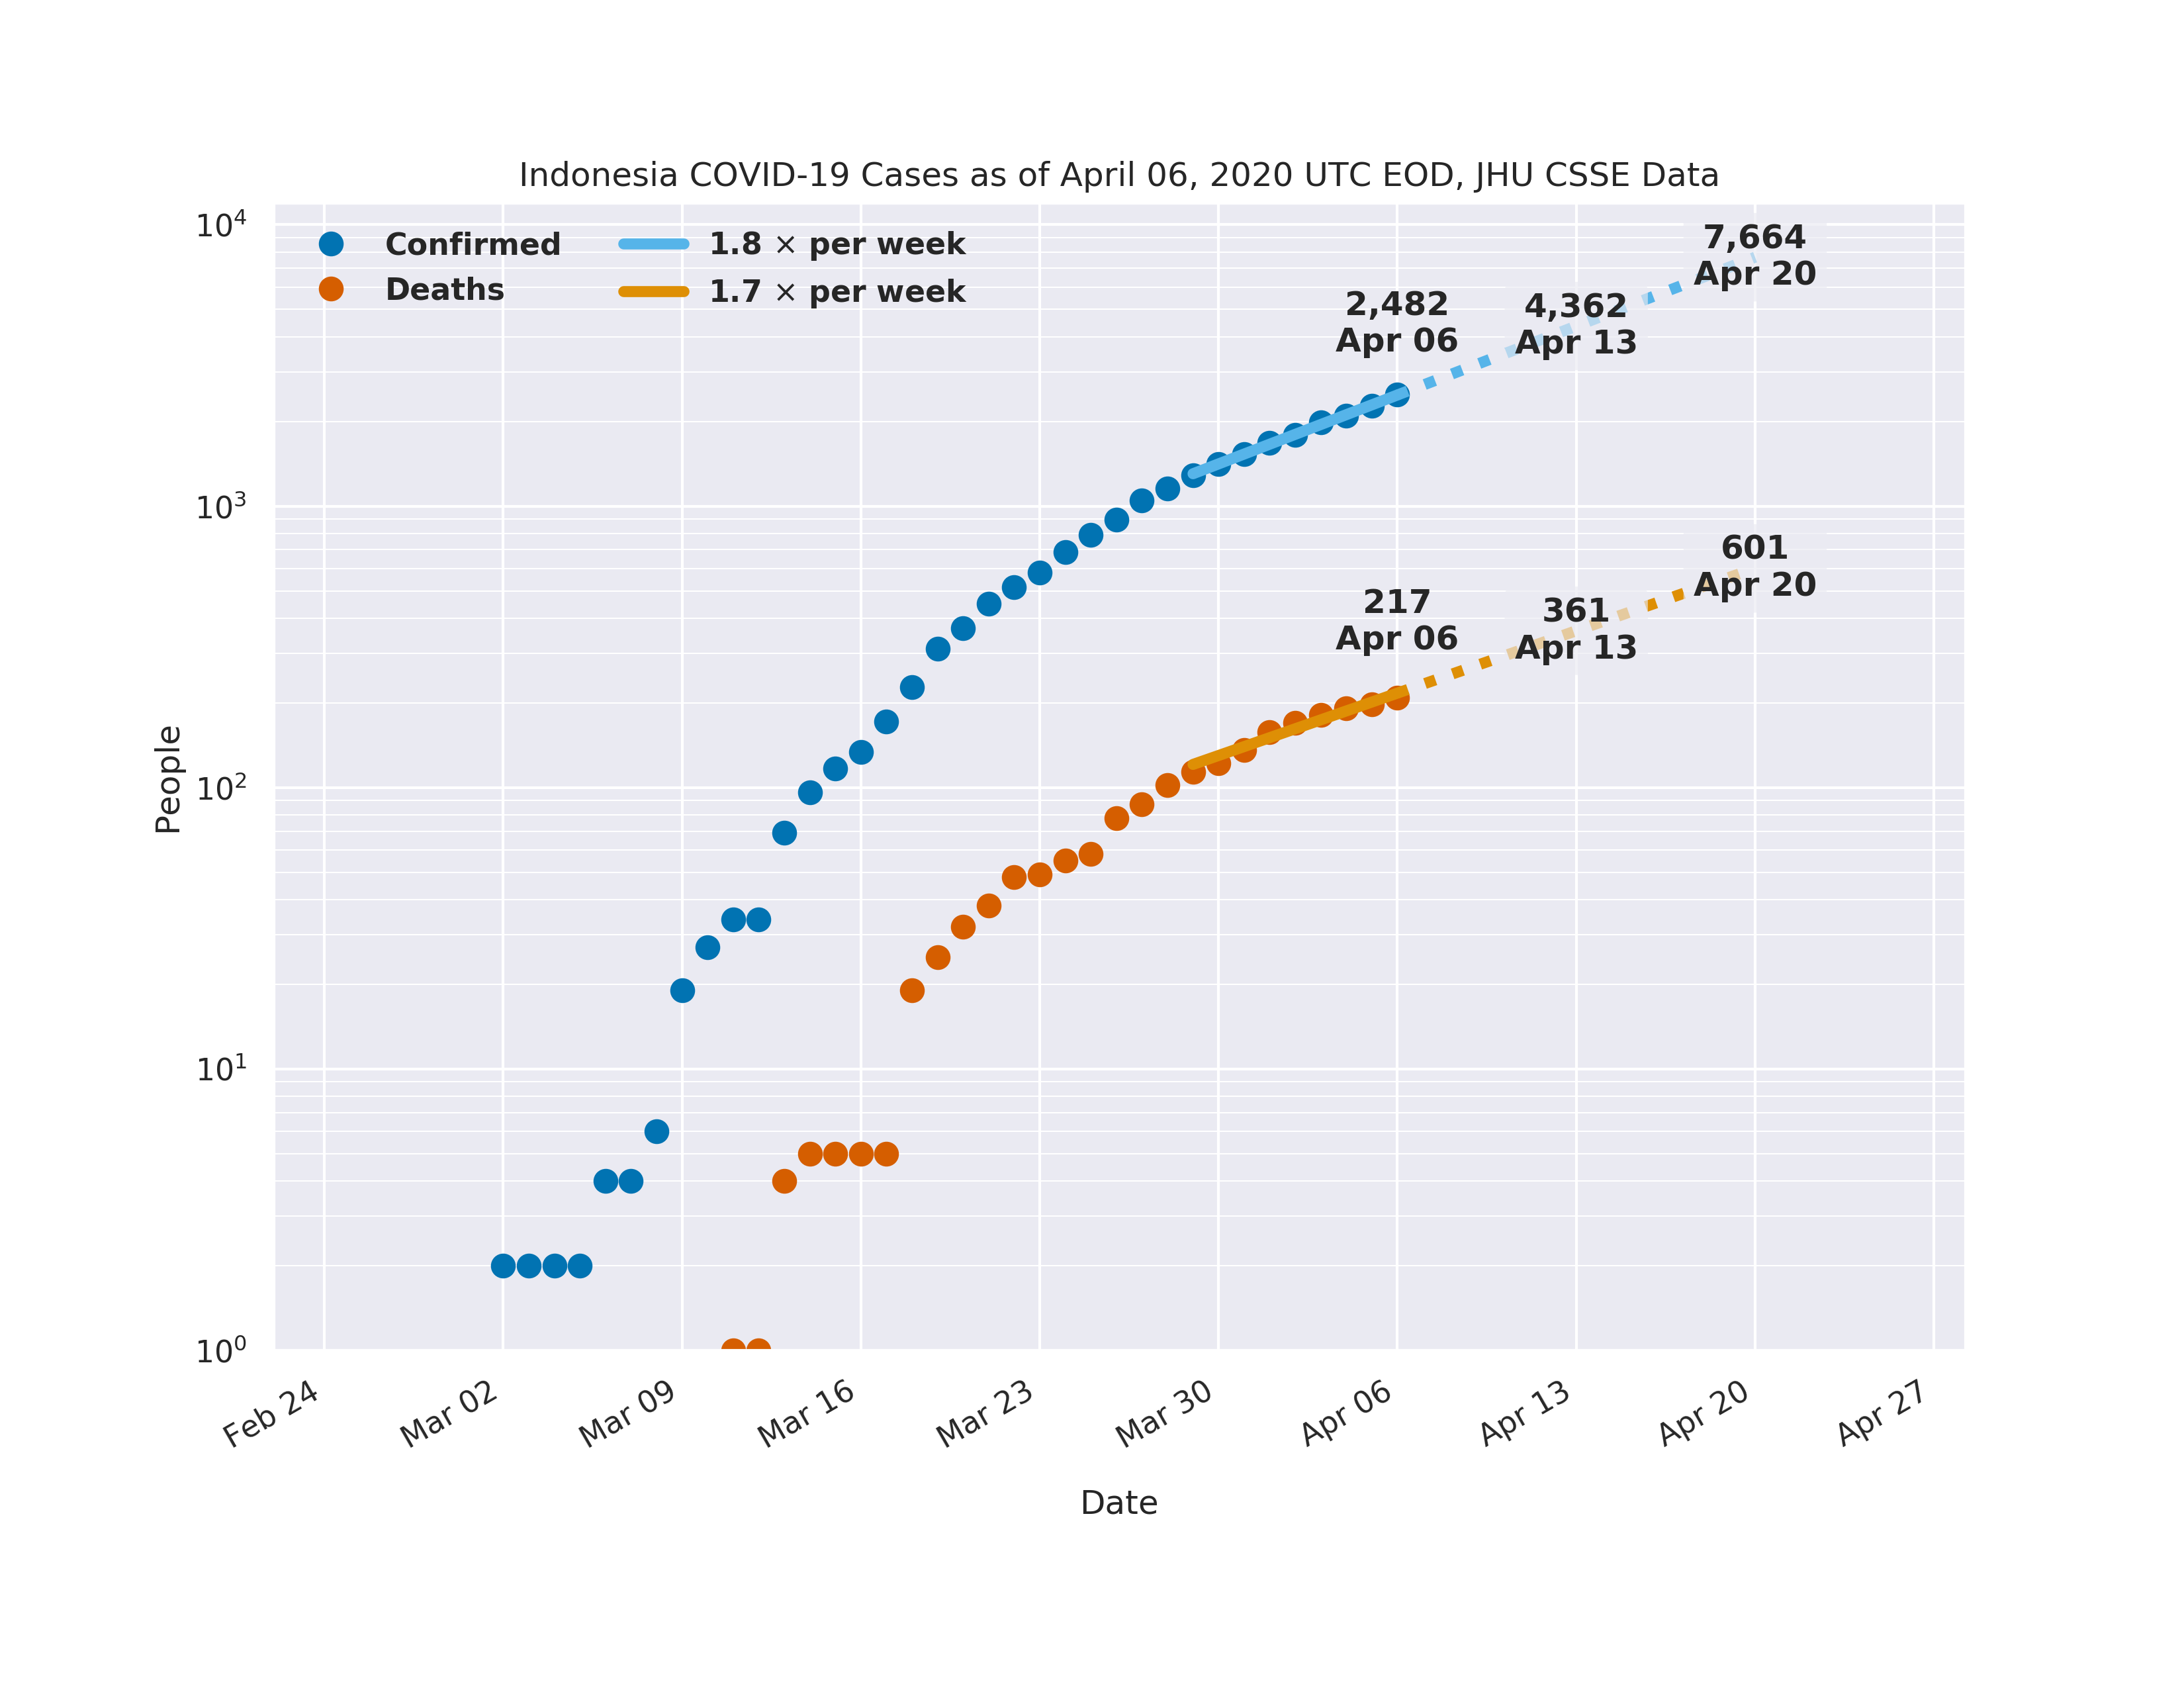 Indonesia COVID-19 Cases as of April 06, 2020 UTC EOD, JHU CSSE Data
Confirmed
Deaths
1.8 × per week
1.7 × per week
7,664
Apr 20
2,482
Apr 06
4,362
Apr 13
601
Apr 20
217
Apr 06
361
Apr 13
People
10⁴
10³
10²
10¹
10⁰
Feb 24
Mar 02
Mar 09
Mar 16
Mar 23
Mar 30
Apr 06
Apr 13
Apr 20
Apr 27
Date